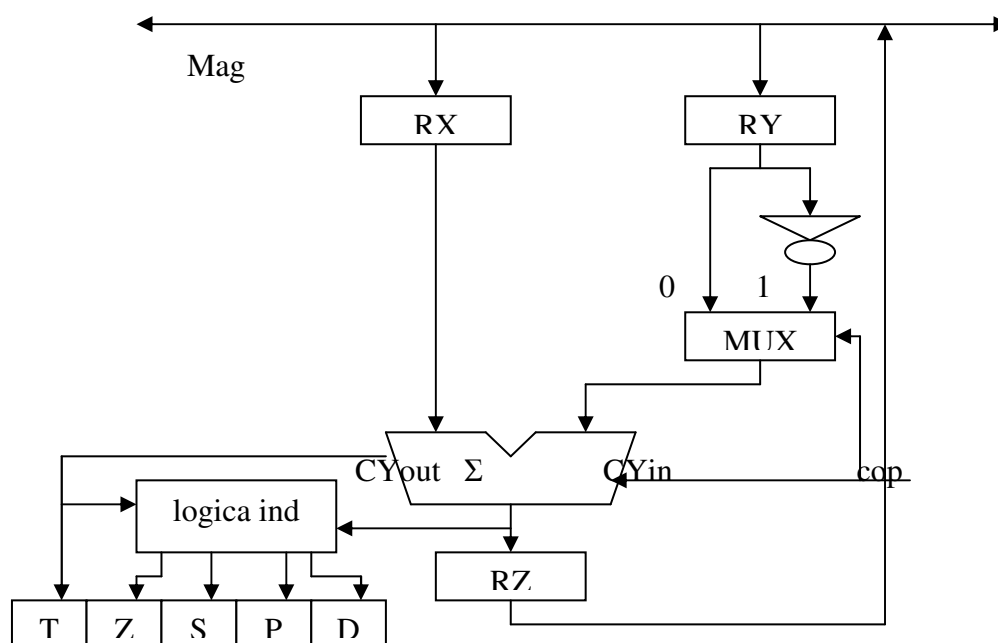 Mag
RX RY
0 1
MUX
CYout Σ CYin cop
logica ind
RZ
T Z S P D